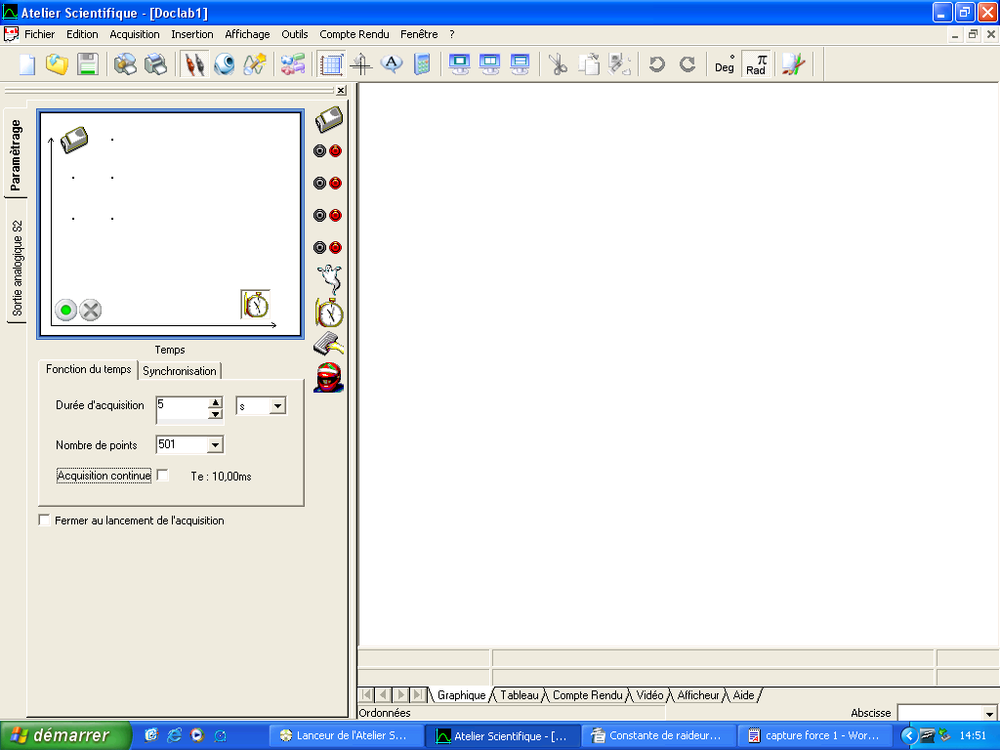 Atelier Scientifique - [Doclab1]
Fichier Edition Acquisition Insertion Affichage Outils Compte Rendu Fenêtre ?
Deg π Rad
Paramètrage
Sortie analogique S2
Temps
Fonction du temps Synchronisation
Durée d'acquisition 5 s
Nombre de points 501
Acquisition continue Te : 10,00ms
Fermer au lancement de l'acquisition
Graphique Tableau Compte Rendu Vidéo Afficheur Aide
Ordonnées Abscisse
démarrer Lanceur de l'Atelier S... Atelier Scientifique - [... Constante de raideur... capture force 1 - Wor... 14:51